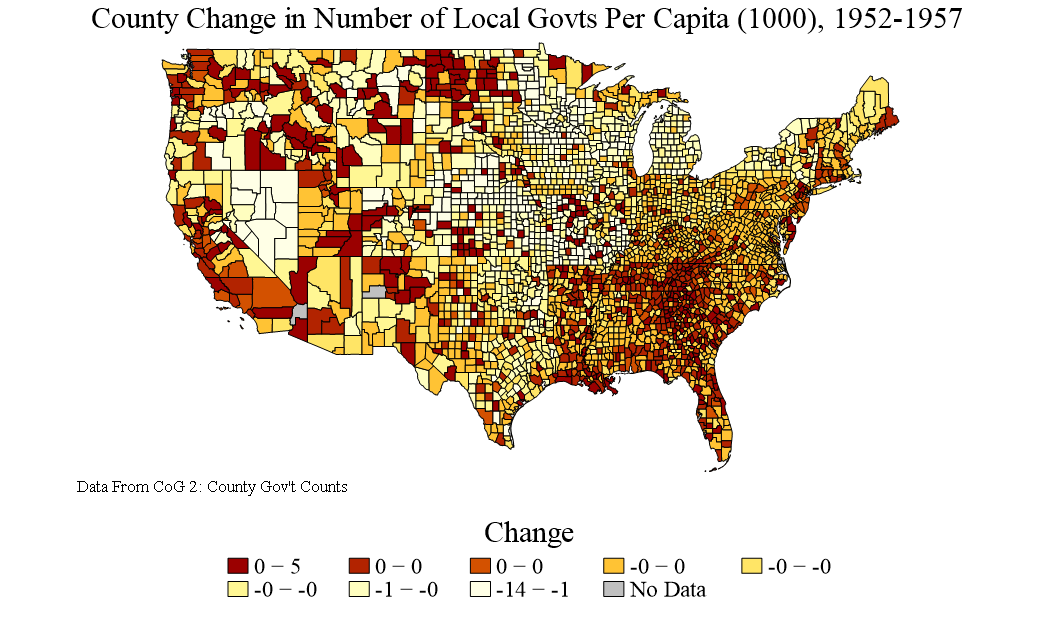 County Change in Number of Local Govts Per Capita (1000), 1952-1957
Data From CoG 2: County Gov't Counts
Change
0 − 5 0 − 0 0 − 0 -0 − 0 -0 − -0
-0 − -0 -1 − -0 -14 − -1 No Data